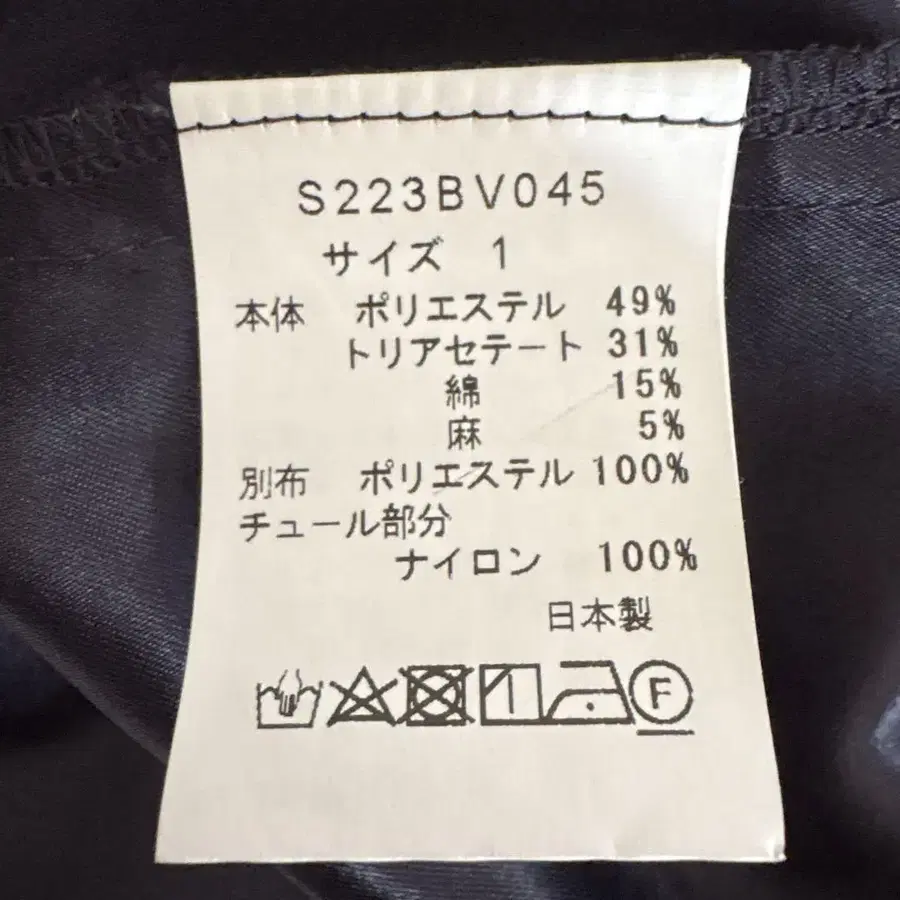 S223BV045
サイズ 1
本体 ポリエステル 49%
トリアセテート 31%
綿 15%
麻 5%
別布 ポリエステル 100%
チュール部分
ナイロン 100%
日本製
F